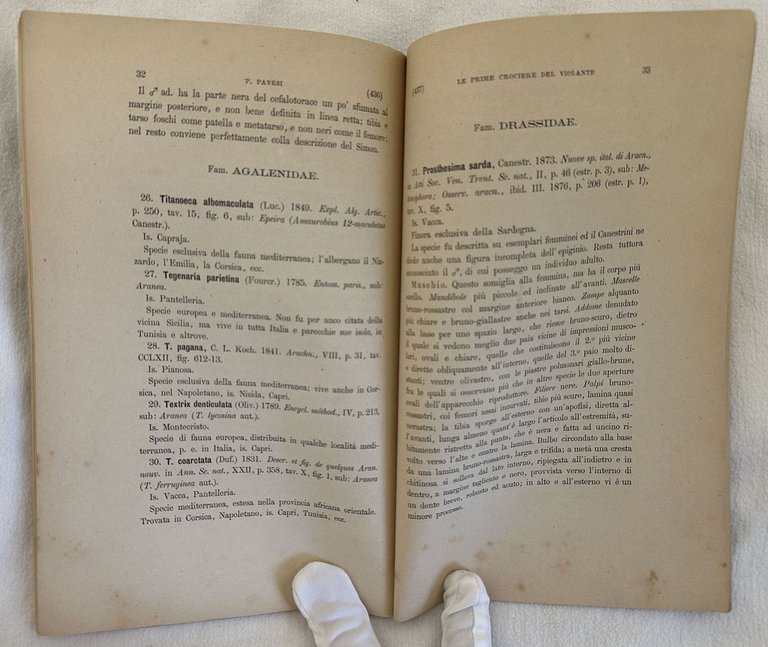 32
P. PAVESI
(436)
Il ♂ ad. ha la parte nera del cefalotorace un po' sfumata al
margine posteriore, e non bene definita in linea retta; tibia e
tarso foschi come patella e metatarso, e non neri come il femore;
nel resto conviene perfettamente colla descrizione del Simon.
Fam. AGALENIDAE.
26. Titanoeca albomaculata (Luc.) 1849. Expl. Alg. Artic.,
p. 250, tav. 15, fig. 6, sub: Epeira (Amaurobius 12-maculatus
Canestr.).
Is. Capraja.
Specie esclusiva della fauna mediterranea; l'albergano il Niz-
zardo, l'Emilia, la Corsica, ecc.
27. Tegenaria parietina (Fourcr.) 1785. Entom. paris., sub:
Aranea.
Is. Pantelleria.
Specie europea e mediterranea. Non fu per anco citata della
vicina Sicilia, ma vive in tutta Italia e parecchie sue isole, in
Tunisia e altrove.
28. T. pagana, C. L. Koch. 1841. Arachn., VIII, p. 31, tav.
CCLXII, fig. 612-13.
Is. Pianosa.
Specie esclusiva della fauna mediterranea; vive anche in Cor-
sica, nel Napoletano, is. Nisida, Capri.
29. Textrix denticulata (Oliv.) 1789. Encycl. méthod., IV, p. 213,
sub: Aranea (T. lycosina aut.).
Is. Montecristo.
Specie di fauna europea, distribuita in qualche località medi-
terranea, p. e. in Italia, is. Capri.
30. T. coarctata (Duf.) 1831. Descr. et fig. de quelques Aran.
nouv. in Ann. Sc. nat., XXII, p. 358, tav. X, fig. 1, sub: Aranea
(T. ferruginea aut.).
Is. Vacca, Pantelleria.
Specie mediterranea, estesa nella provincia africana orientale.
Trovata in Corsica, Napoletano, is. Capri, Tunisia, ecc.
(437)
LE PRIME CROCIERE DEL VIOLANTE
33
Fam. DRASSIDAE.
31. Prosthesima sarda, Canestr. 1873. Nuove sp. ital. di Aracn.,
in Atti Soc. Ven. Trent. Sc. nat., II, p. 46 (estr. p. 3), sub: Me-
lanophora; Osserv. aracn., ibid. III. 1876, p. 206 (estr. p. 1),
tav. X, fig. 5.
Is. Vacca.
Finora esclusiva della Sardegna.
La specie fu descritta su esemplari femminei ed il Canestrini ne
diede anche una figura incompleta dell'epiginio. Resta tuttora
sconosciuto il ♂, di cui posseggo un individuo adulto.
Maschio. Questo somiglia alla femmina, ma ha il corpo più
snello. Mandibole più piccole ed inclinate all'avanti. Mascelle
bruno-rossastre col margine anteriore bianco. Zampe alquanto
più chiare e bruno-giallastre anche nei tarsi. Addome denudato
alla base per uno spazio largo, che riesce bruno-scuro, dietro
il quale si vedono meglio due paia vicine di impressioni musco-
lari, ovali e chiare, quelle che costituiscono il 2.º più vicine
e dirette obliquamente all'interno, quelle del 3.º paio molto di-
stanti; ventre olivastro, con le piastre polmonari giallo-brune,
fra le quali si osservano più che in altre specie le due aperture
ovali dell'apparecchio riproduttore. Filiere nere. Palpi bruno-
rossastri, coi femori assai incurvati, tibie più scure, lamina quasi
nerastra; la tibia sporge all'esterno con un'apofisi, diretta al-
l'avanti, lunga almeno quant'è largo l'articolo all'estremità, su-
bitamente ristretta alla punta, che è nera e fatta ad uncino ri-
volto verso l'alto e contro la lamina. Bulbo circondato alla base
da una lamina bruno-rossastra, larga e trifida; a metà una cresta
chitinosa si solleva dal lato interno, ripiegata all'indietro e in
dentro, a margine tagliente e nero, provvista verso l'interno di
un dente breve, robusto ed acuto; in alto e all'esterno vi è un
minore processo.